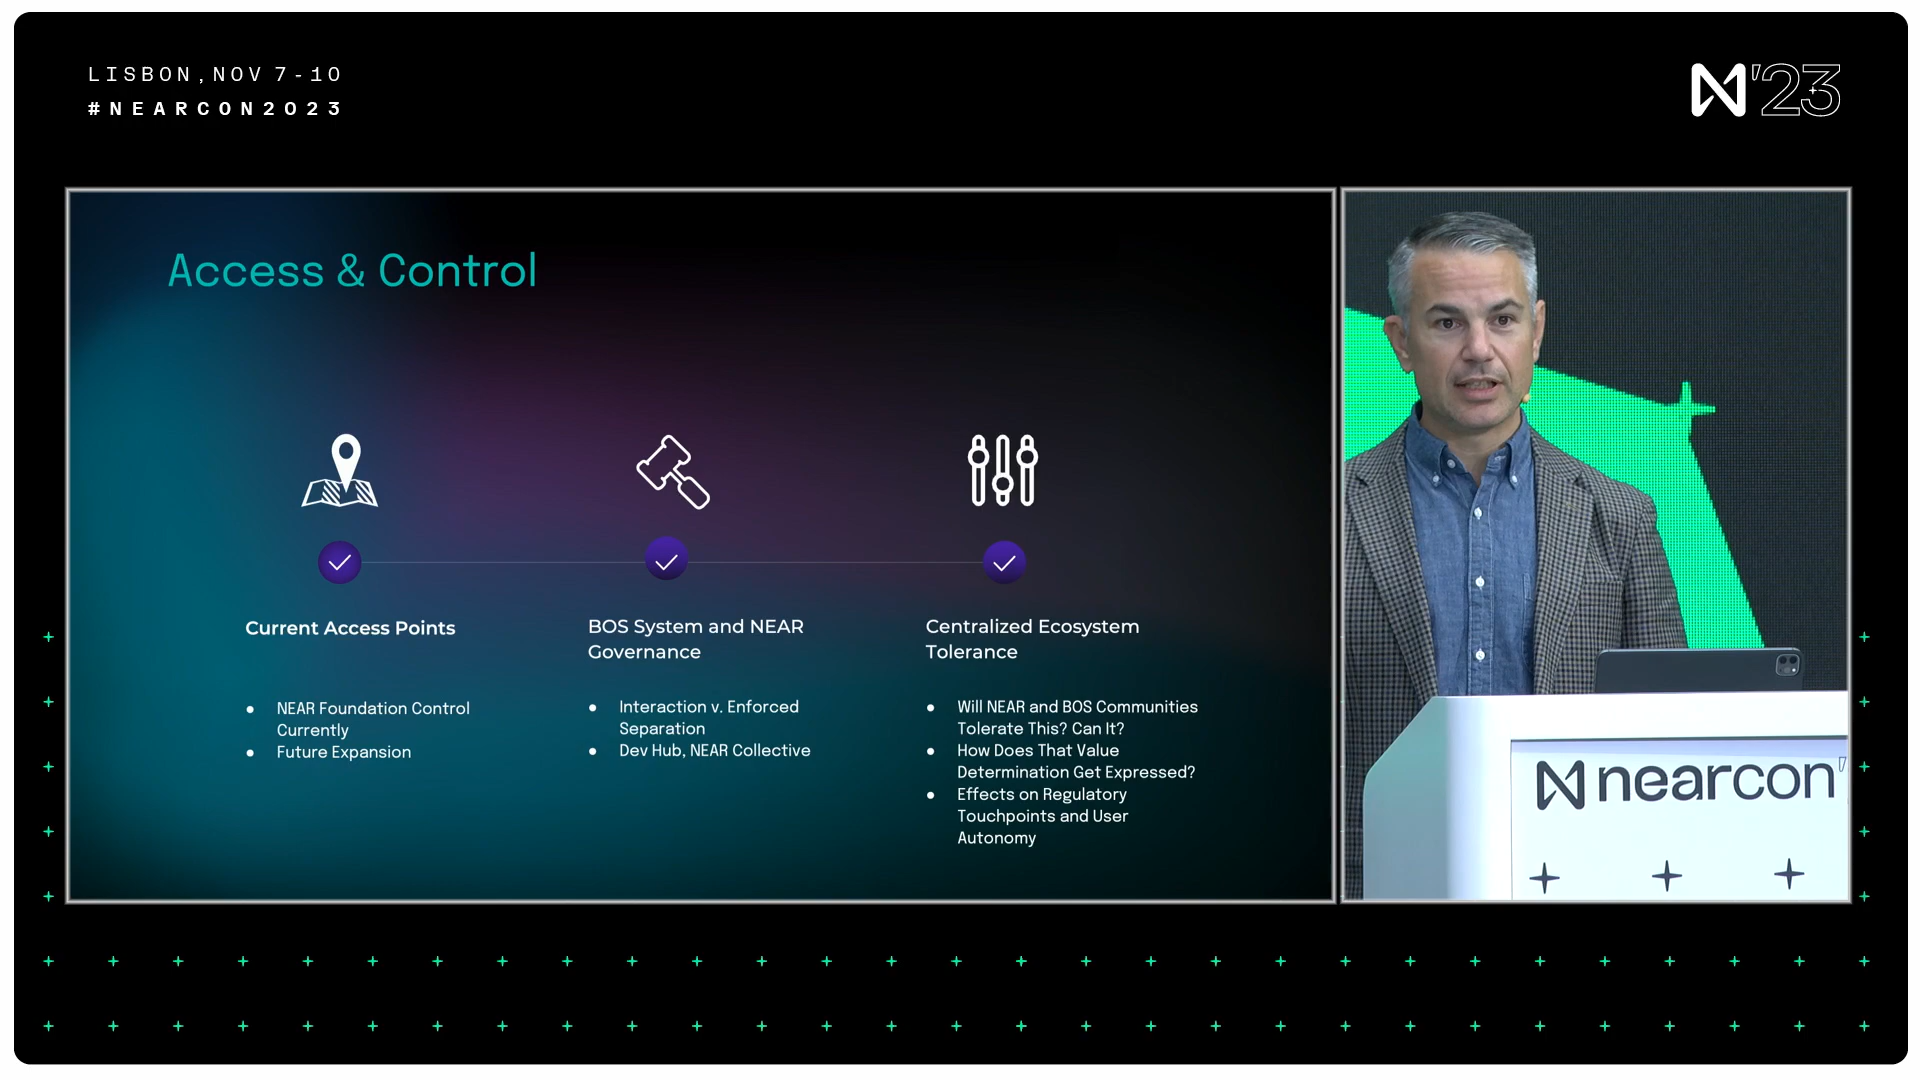 LISBON, NOV 7-10
#NEARCON2023
N'23
Access & Control
Current Access Points
● NEAR Foundation Control
Currently
● Future Expansion
BOS System and NEAR
Governance
● Interaction v. Enforced
Separation
● Dev Hub, NEAR Collective
Centralized Ecosystem
Tolerance
● Will NEAR and BOS Communities
Tolerate This? Can It?
● How Does That Value
Determination Get Expressed?
● Effects on Regulatory
Touchpoints and User
Autonomy
nearcon'